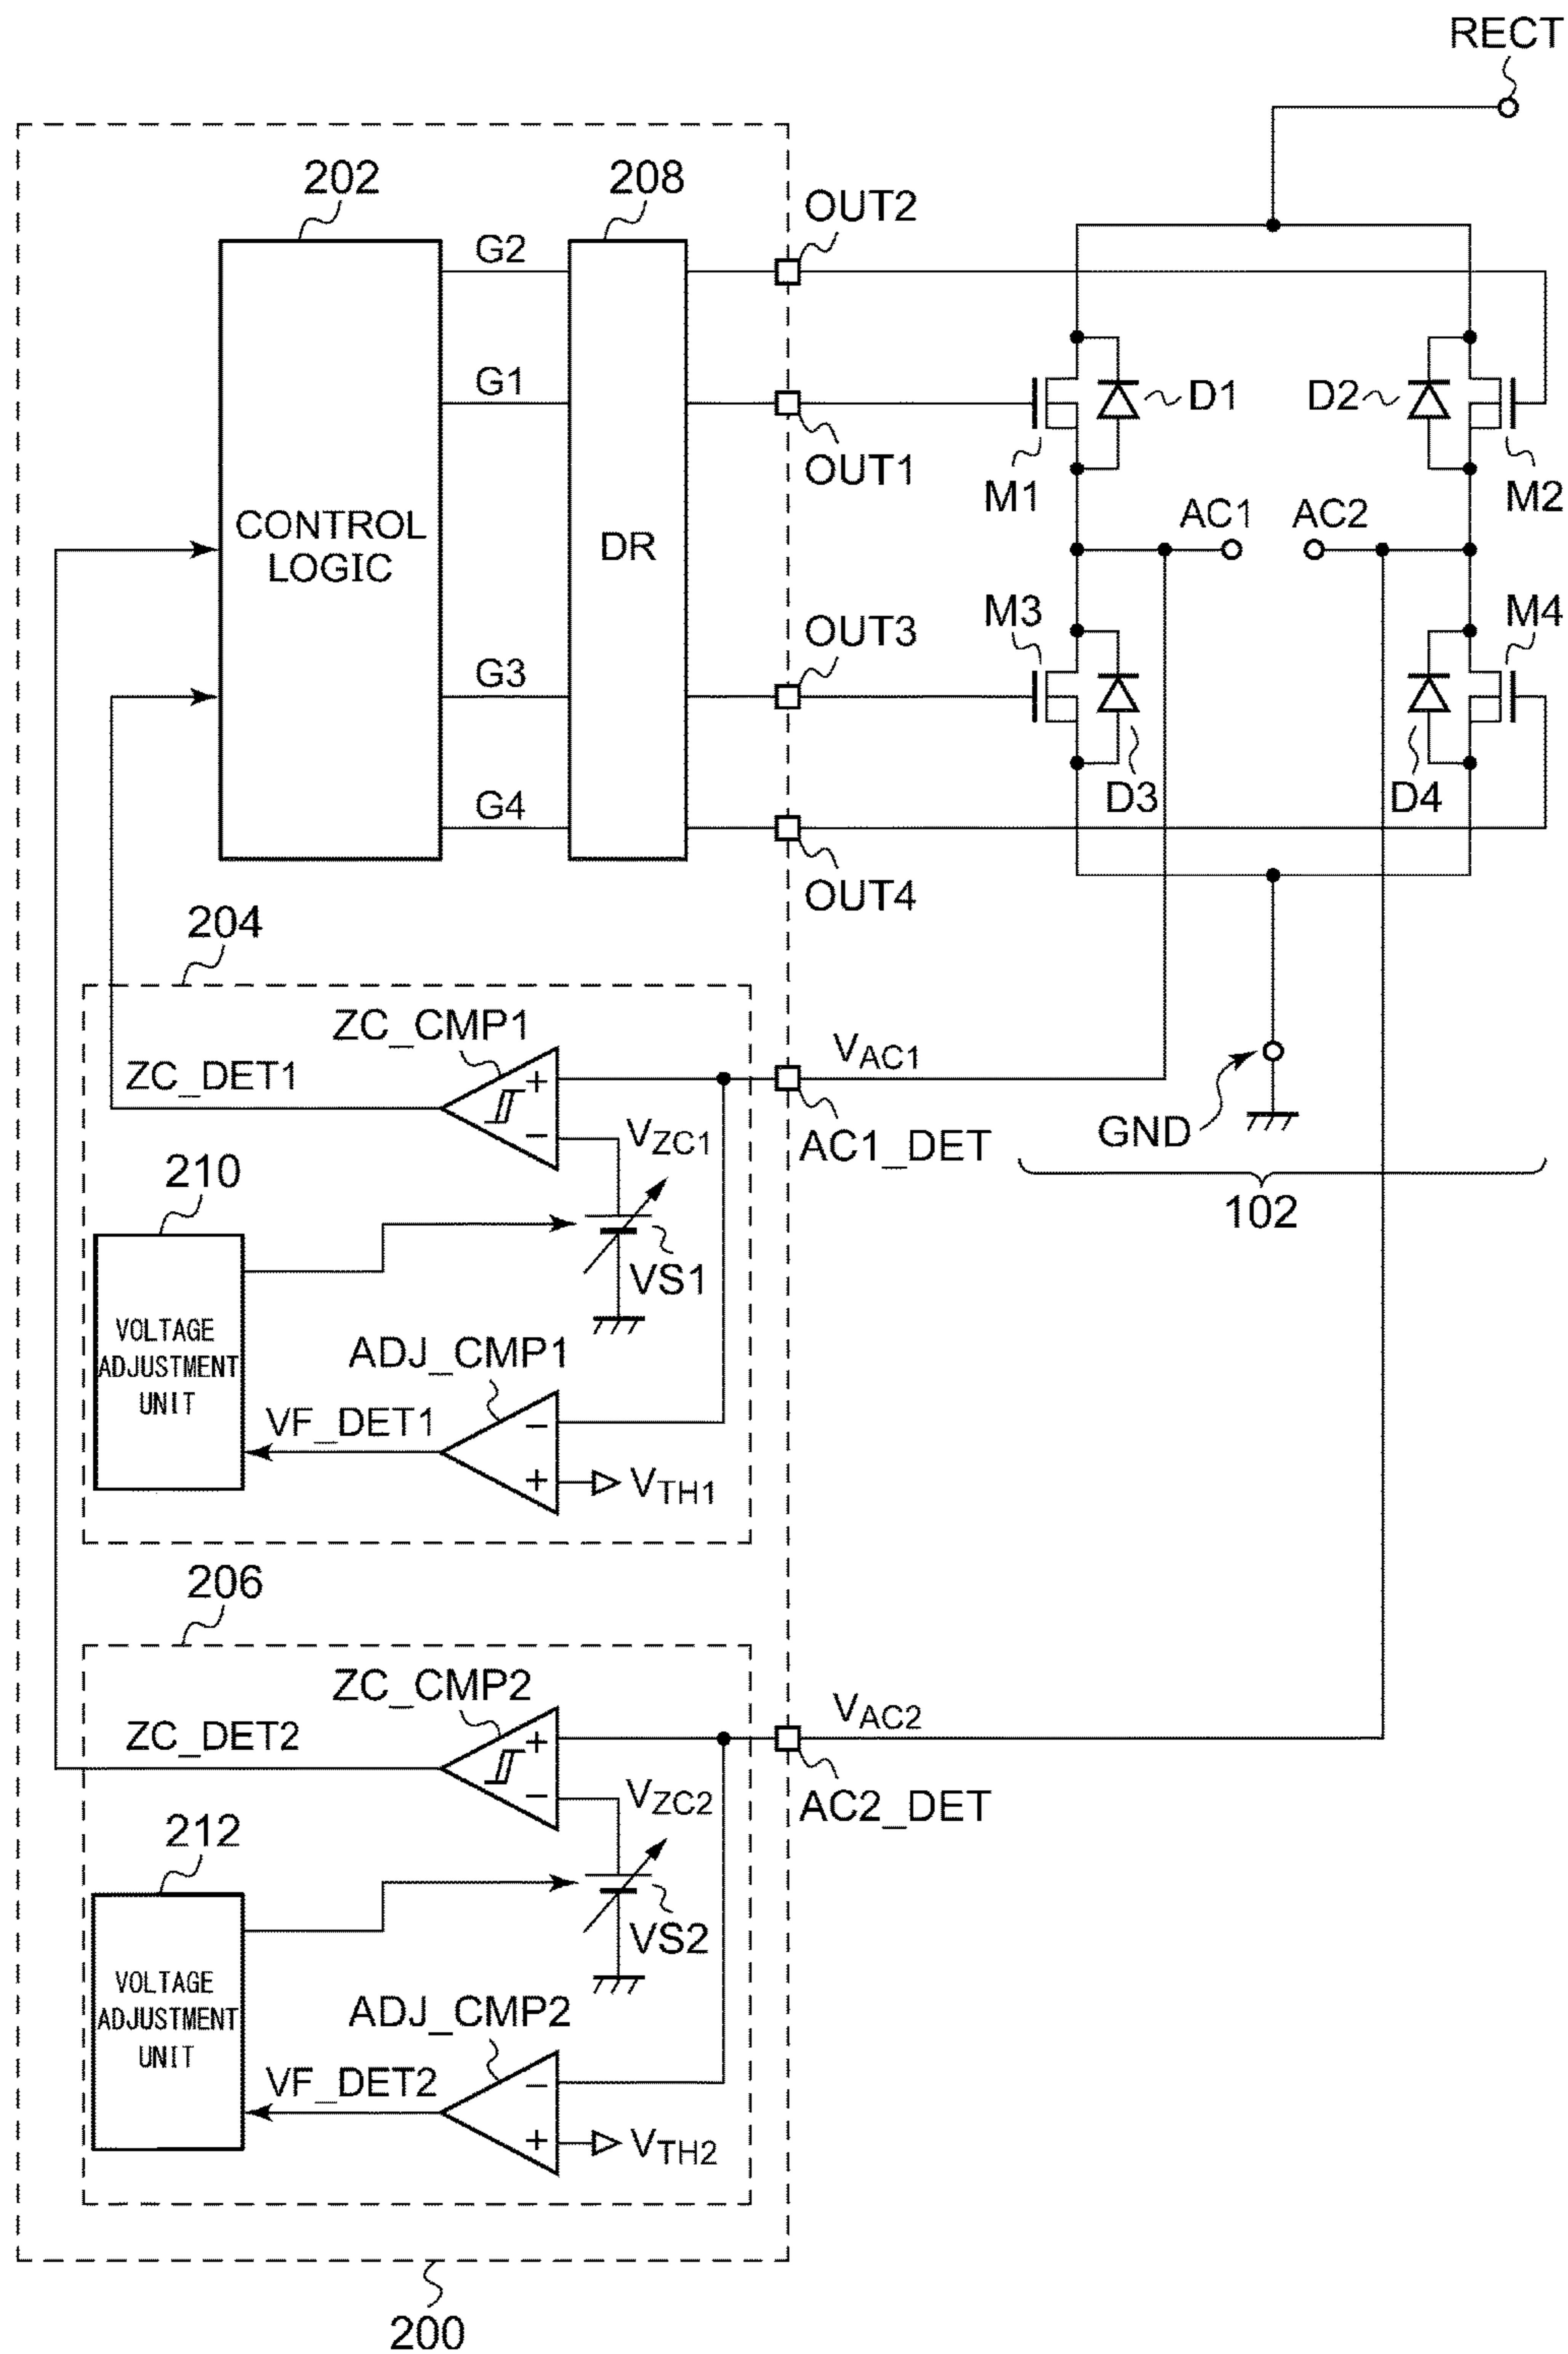 RECT
202
208
OUT2
G2
G1
D1
D2
OUT1
M1
M2
AC1
AC2
CONTROL
LOGIC
DR
M3
M4
OUT3
G3
D3
D4
G4
OUT4
204
ZC_CMP1
VAC1
ZC_DET1
+
−
VZC1
AC1_DET
GND
210
102
VS1
VOLTAGE
ADJUSTMENT
UNIT
ADJ_CMP1
VF_DET1
−
+
VTH1
206
ZC_CMP2
VAC2
ZC_DET2
+
−
VZC2
AC2_DET
212
VS2
VOLTAGE
ADJUSTMENT
UNIT
ADJ_CMP2
VF_DET2
−
+
VTH2
200